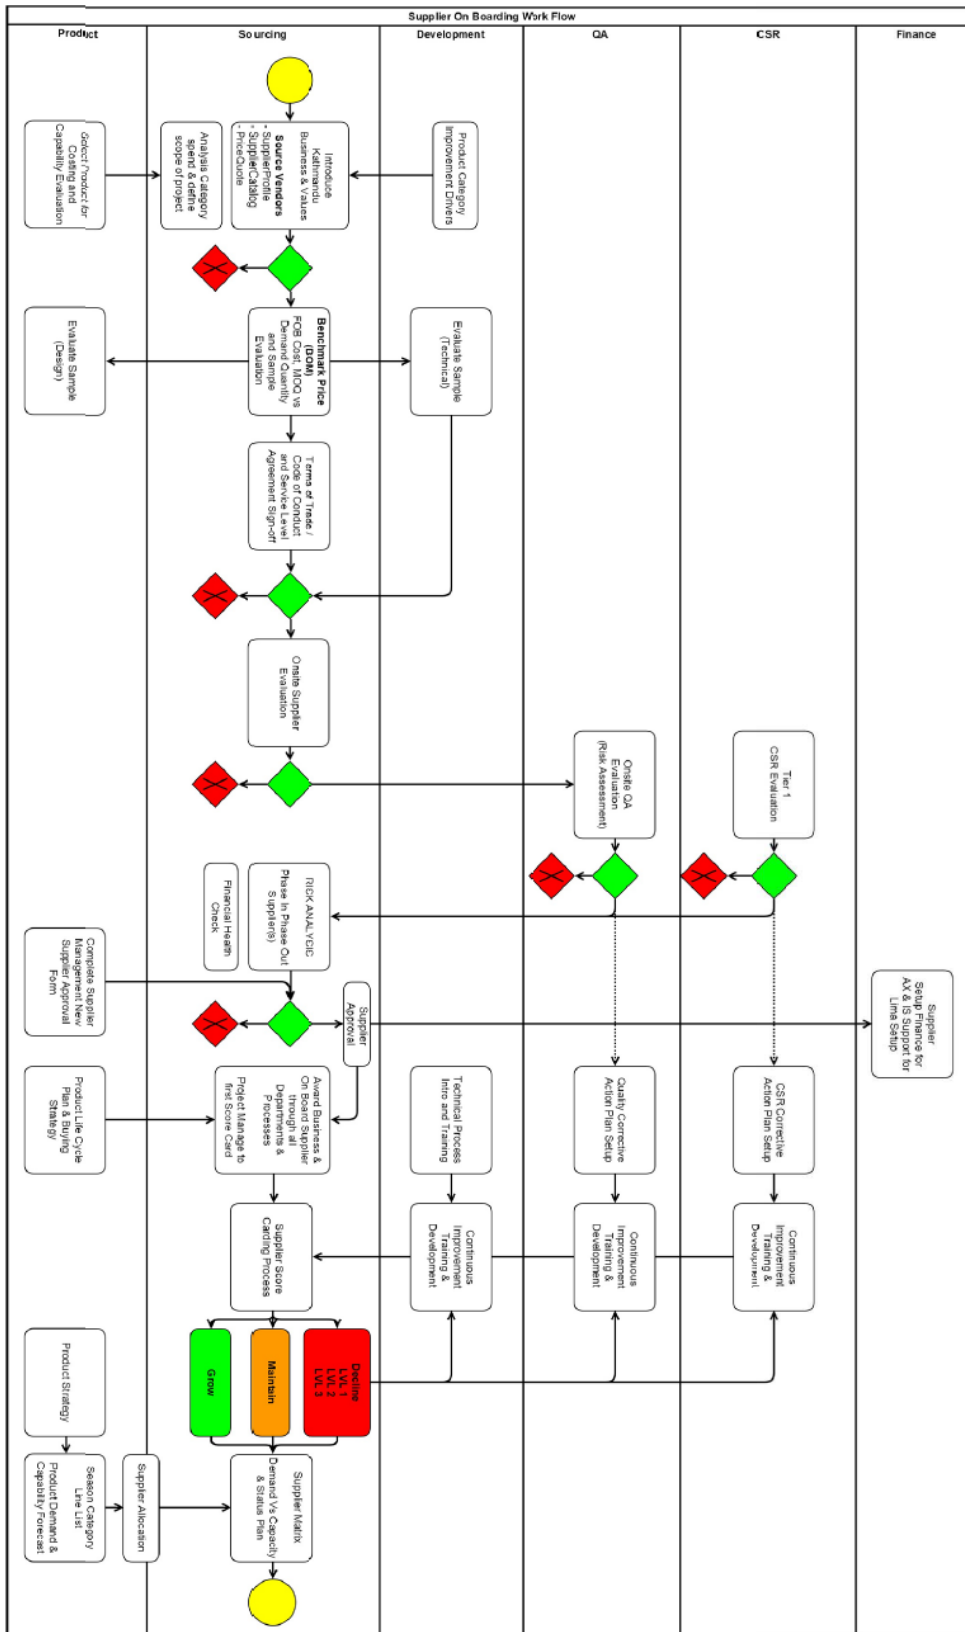 Supplier On Boarding Work Flow
Product
Sourcing
Development
QA
CSR
Finance
Select Product for
Costing and
Capability Evaluation
Analysis Category
spend & define
scope of project
Introduce
Kathmandu
Business & Values
Source Vendors
- SupplierProfile
- SupplierCatalog
- PriceQuote
Product Category
Improvement Drivers
X
Evaluate Sample
(Design)
Benchmark Price
(BOM)
FOB Cost, MOQ vs
Demand Quantity
and Sample
Evaluation
Evaluate Sample
(Technical)
Terms of Trade /
Code of Conduct
and Service Level
Agreement Sign-off
X
Onsite Supplier
Evaluation
X
Onsite QA
Evaluation
(Risk Assessment)
Tier 1
CSR Evaluation
X
X
Financial Health
Check
RICK ANALYCIC
Phase In Phase Out
Supplier(s)
Complete Supplier
Management New
Supplier Approval
Form
X
Supplier
Approval
Supplier
Setup Finance for
AX & IS Support for
Lima Setup
Product Life Cycle
Plan & Buying
Strategy
Award Business &
On Board Supplier
through all
Departments &
Processes
Project Manage to
first Score Card
Technical Process
Intro and Training
Quality Corrective
Action Plan Setup
CSR Corrective
Action Plan Setup
Supplier Score
Carding Process
Continuous
Improvement
Training &
Development
Continuous
Improvement
Training &
Development
Continuous
Improvement
Training &
Development
Product Strategy
Grow
Maintain
Decline
LVL 1
LVL 2
LVL 3
Season Category
Line List
Product Demand &
Capability Forecast
Supplier Allocation
Supplier Matrix
Demand Vs Capacity
& Status Plan